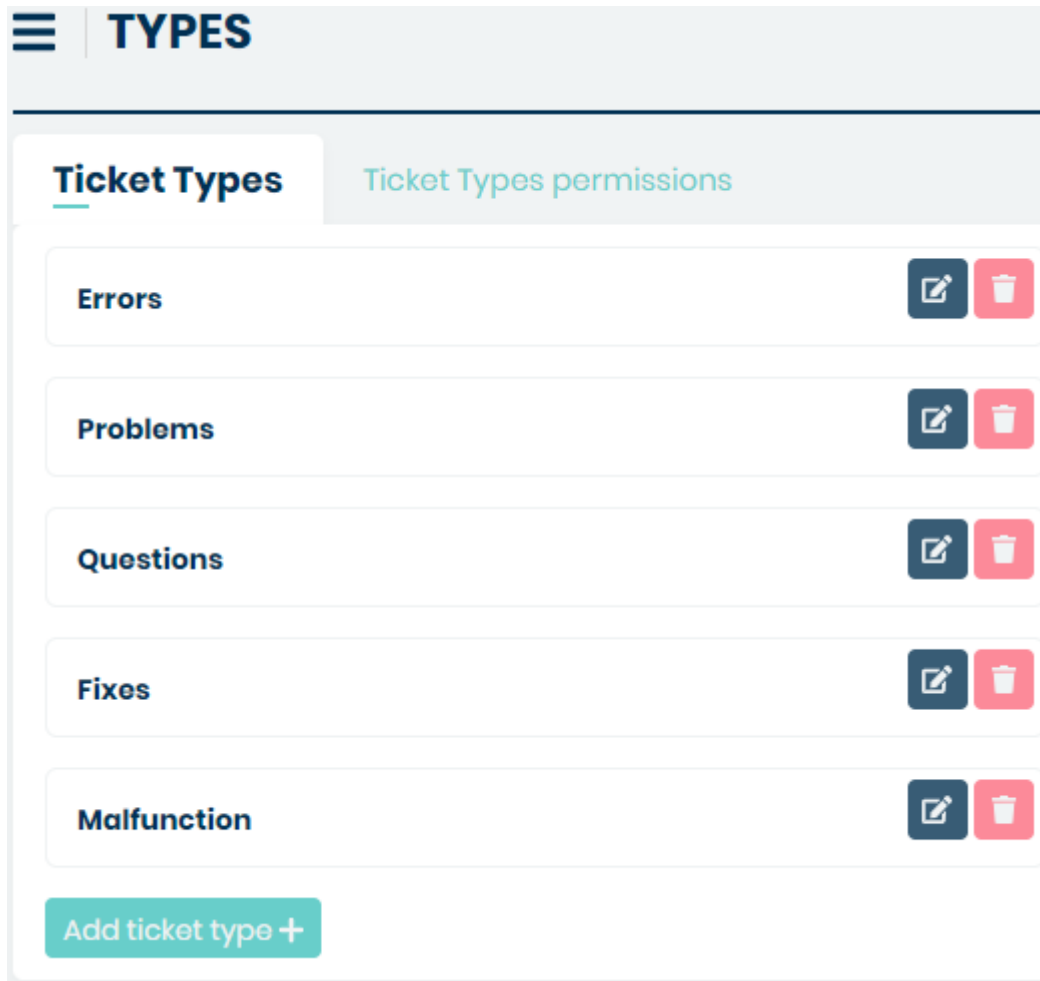 TYPES
Ticket Types
Ticket Types permissions
Errors
Problems
Questions
Fixes
Malfunction
Add ticket type +